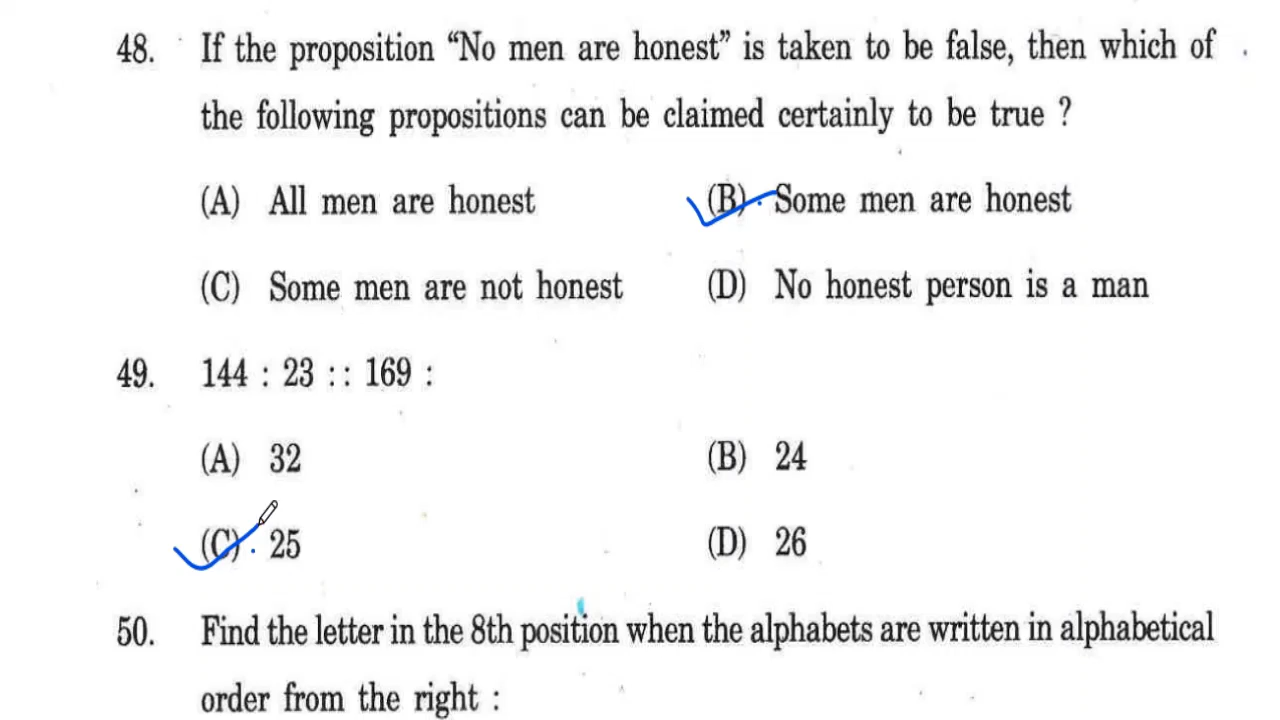 48. If the proposition “No men are honest” is taken to be false, then which of
the following propositions can be claimed certainly to be true ?
(A) All men are honest (B) Some men are honest
(C) Some men are not honest (D) No honest person is a man
49. 144 : 23 : : 169 :
(A) 32 (B) 24
(C) 25 (D) 26
50. Find the letter in the 8th position when the alphabets are written in alphabetical
order from the right :